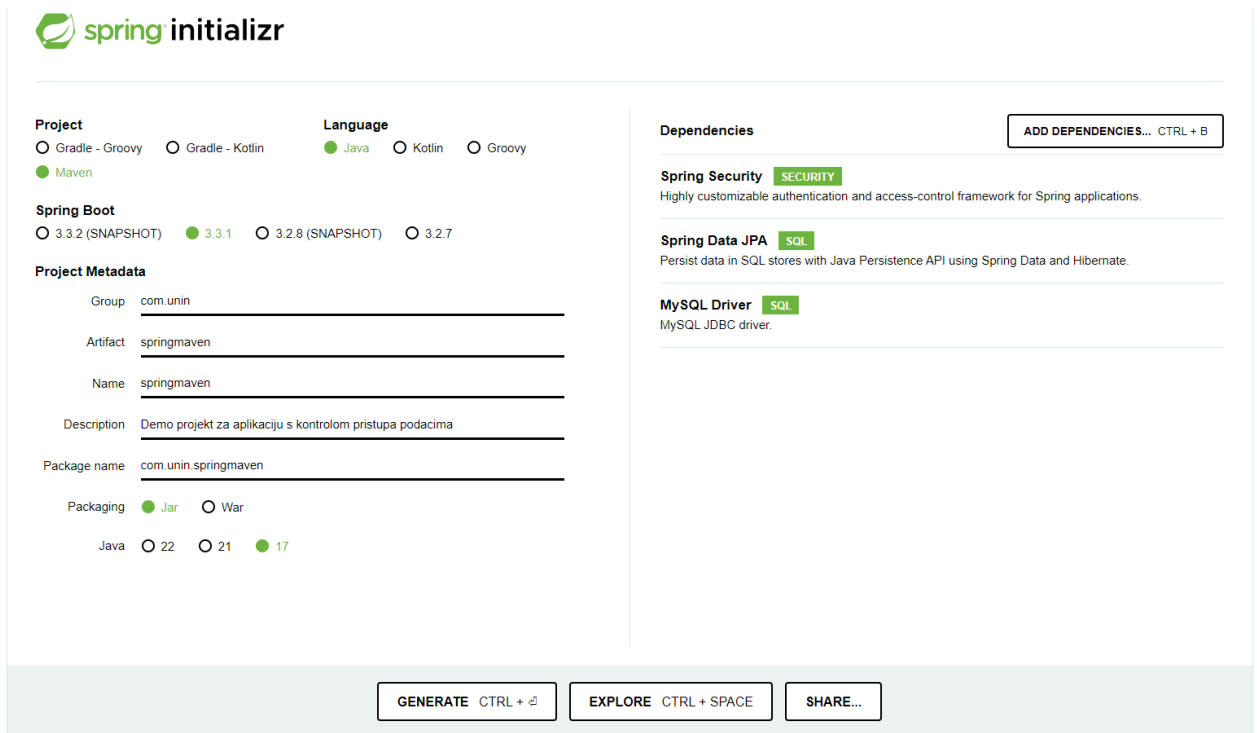 spring initializr
Project
Gradle - Groovy Gradle - Kotlin
Maven
Language
Java Kotlin Groovy
Spring Boot
3.3.2 (SNAPSHOT) 3.3.1 3.2.8 (SNAPSHOT) 3.2.7
Project Metadata
Group com.unin
Artifact springmaven
Name springmaven
Description Demo projekt za aplikaciju s kontrolom pristupa podacima
Package name com.unin.springmaven
Packaging Jar War
Java 22 21 17
Dependencies
ADD DEPENDENCIES... CTRL + B
Spring Security SECURITY
Highly customizable authentication and access-control framework for Spring applications.
Spring Data JPA SQL
Persist data in SQL stores with Java Persistence API using Spring Data and Hibernate.
MySQL Driver SQL
MySQL JDBC driver.
GENERATE CTRL + ⏎
EXPLORE CTRL + SPACE
SHARE...